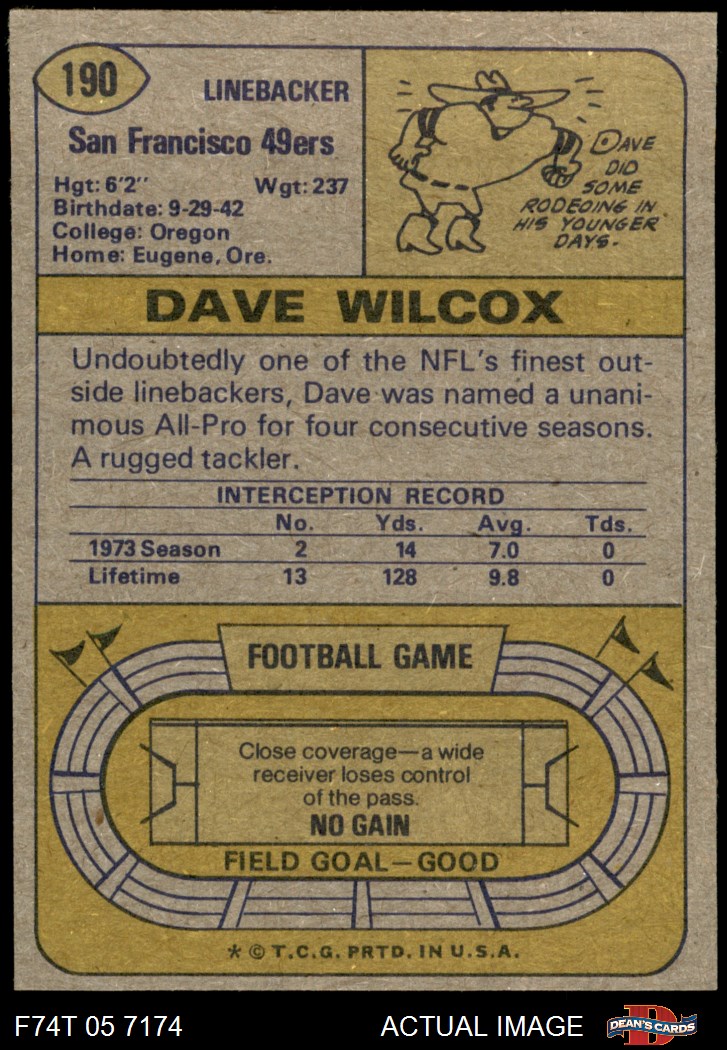 190
LINEBACKER
San Francisco 49ers
Hgt: 6'2" Wgt: 237
Birthdate: 9-29-42
College: Oregon
Home: Eugene, Ore.
DAVE
DID
SOME
RODEOING IN
HIS YOUNGER
DAYS.
DAVE WILCOX
Undoubtedly one of the NFL's finest out-
side linebackers, Dave was named a unani-
mous All-Pro for four consecutive seasons.
A rugged tackler.
INTERCEPTION RECORD
No. Yds. Avg. Tds.
1973 Season 2 14 7.0 0
Lifetime 13 128 9.8 0
FOOTBALL GAME
Close coverage—a wide
receiver loses control
of the pass.
NO GAIN
FIELD GOAL—GOOD
* © T.C.G. PRTD. IN U.S.A.
F74T 05 7174 ACTUAL IMAGE DEAN'S CARDS